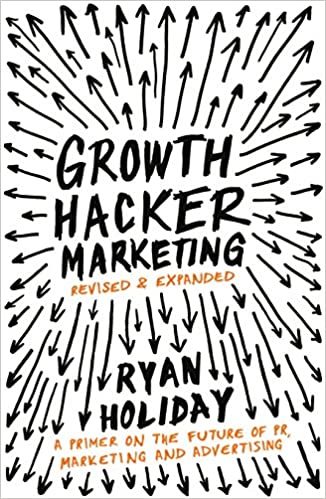 GROWTH
HACKER
MARKETING
REVISED & EXPANDED
RYAN
HOLIDAY
A PRIMER ON THE FUTURE OF PR,
MARKETING AND ADVERTISING